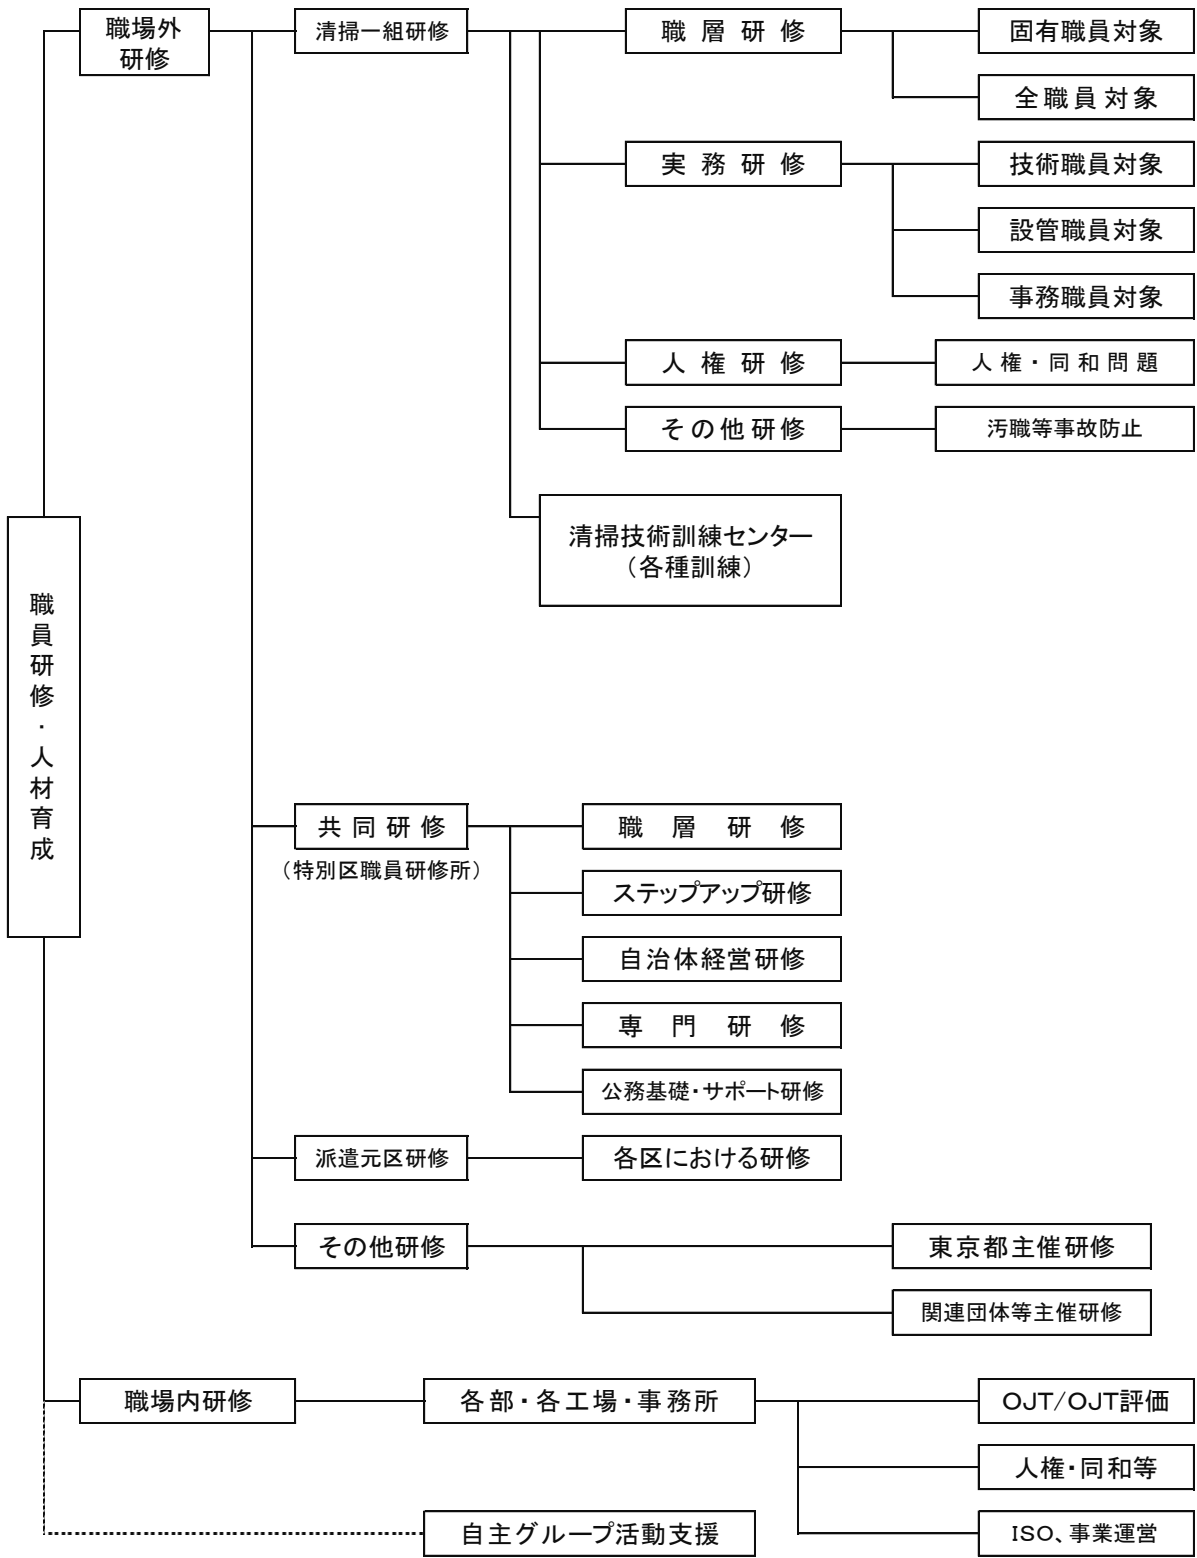 職場外
研修
清掃一組研修
職層研修
固有職員対象
全職員対象
実務研修
技術職員対象
設管職員対象
事務職員対象
人権研修
人権・同和問題
その他研修
汚職等事故防止
清掃技術訓練センター
（各種訓練）
職員研修・人材育成
共同研修
（特別区職員研修所）
職層研修
ステップアップ研修
自治体経営研修
専門研修
公務基礎・サポート研修
派遣元区研修
各区における研修
その他研修
東京都主催研修
関連団体等主催研修
職場内研修
各部・各工場・事務所
OJT/OJT評価
人権・同和等
自主グループ活動支援
ISO、事業運営